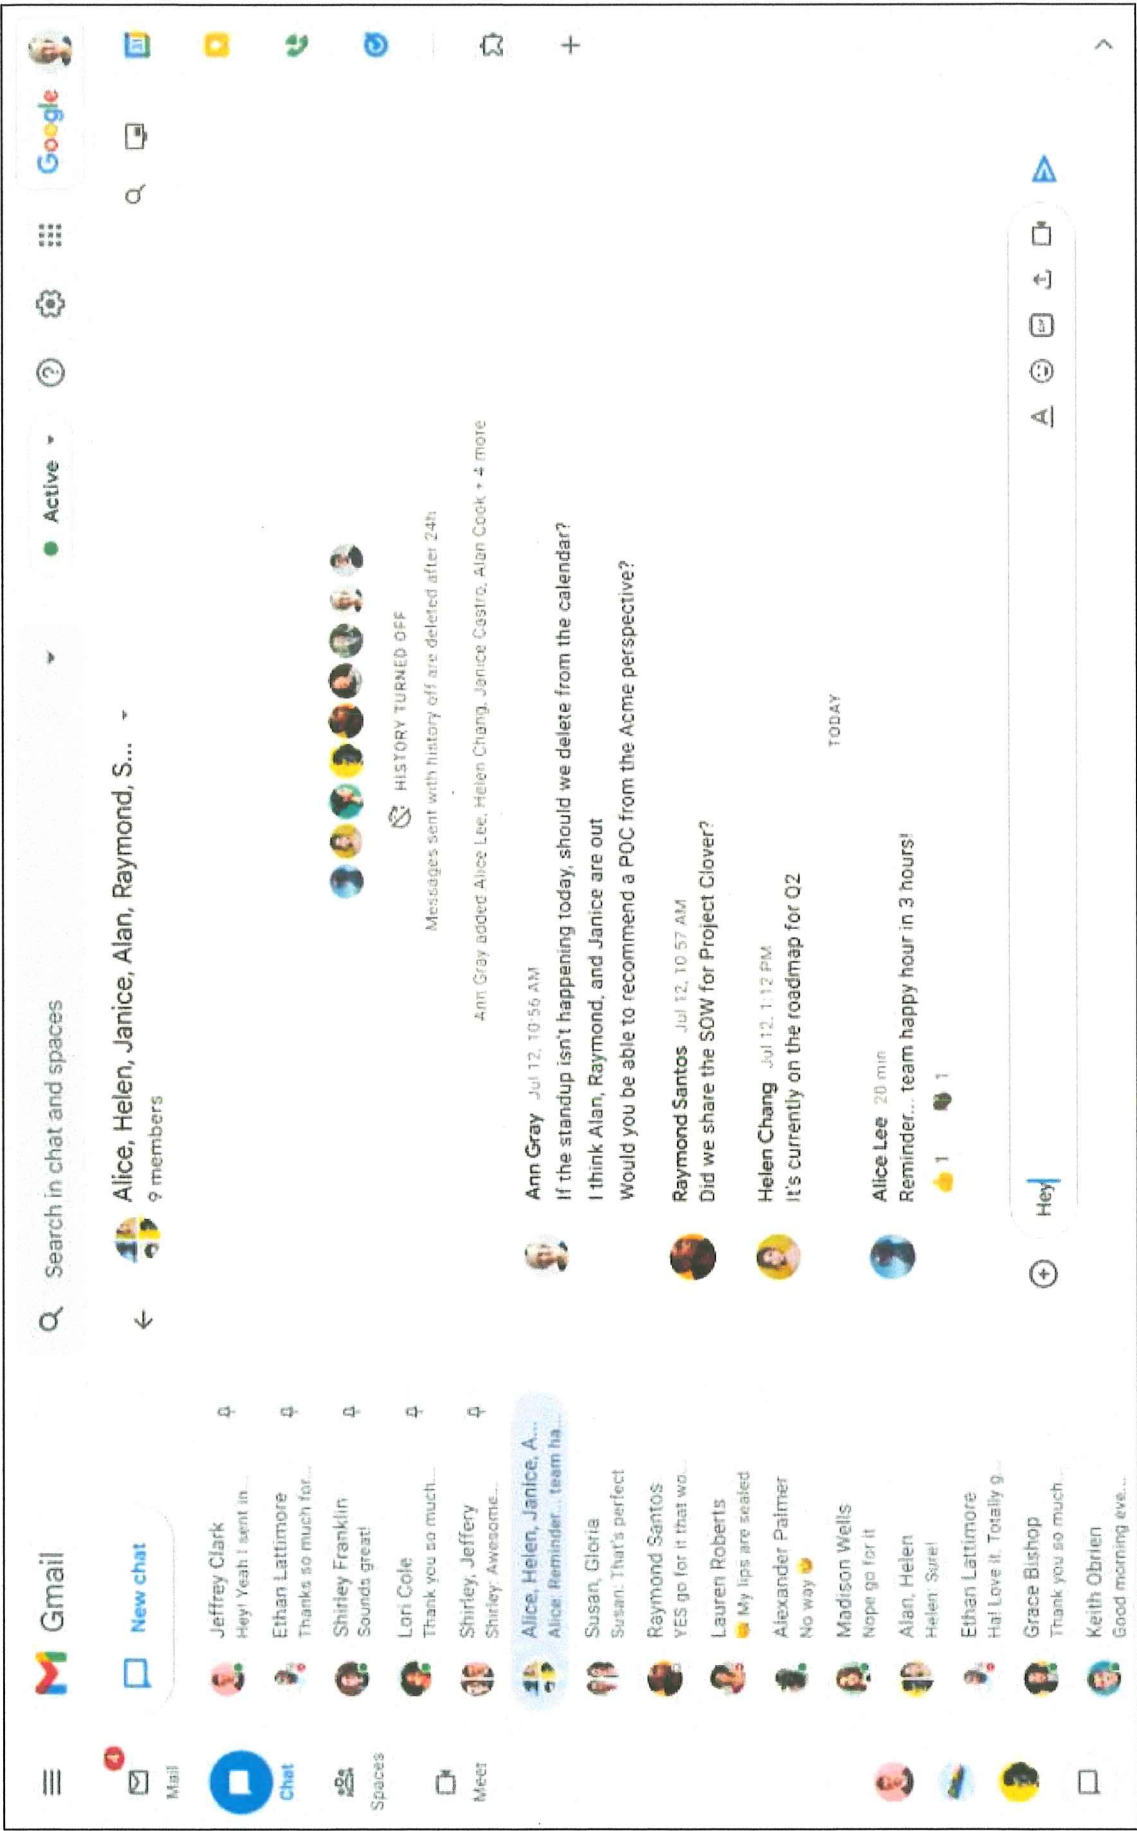 Gmail
Search in chat and spaces
Active
Google
4
Mail
Chat
Spaces
Meet
New chat
Jeffrey Clark
Hey! Yeah I sent in...
Ethan Lattimore
Thanks so much for...
Shirley Franklin
Sounds great!
Lori Cole
Thank you so much...
Shirley, Jeffery
Shirley: Awesome...
Alice, Helen, Janice, A...
Alice: Reminder... team ha...
Susan, Gloria
Susan: That's perfect
Raymond Santos
YES go for it that wo...
Lauren Roberts
My lips are sealed
Alexander Palmer
No way
Madison Wells
Nope go for it
Alan, Helen
Helen: Sure!
Ethan Lattimore
Ha! Love it. Totally g...
Grace Bishop
Thank you so much...
Keith Obrien
Good morning eve...
Alice, Helen, Janice, Alan, Raymond, S...
9 members
31
HISTORY TURNED OFF
Messages sent with history off are deleted after 24h
Ann Gray added Alice Lee, Helen Chang, Janice Castro, Alan Cook + 4 more
Ann Gray Jul 12, 10:56 AM
If the standup isn't happening today, should we delete from the calendar?
I think Alan, Raymond, and Janice are out
Would you be able to recommend a POC from the Acme perspective?
Raymond Santos Jul 12, 10:57 AM
Did we share the SOW for Project Clover?
Helen Chang Jul 12, 1:12 PM
It's currently on the roadmap for Q2
TODAY
Alice Lee 20 min
Reminder... team happy hour in 3 hours!
1 1
Hey
A GIF